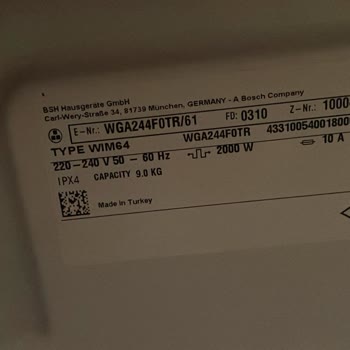 BSH Hausgeräte GmbH
Carl-Wery-Straße 34, 81739 München, GERMANY - A Bosch Company
E-Nr.: WGA244F0TR/61 FD: 0310 Z-Nr.: 1000
TYPE WIM64 WGA244F0TR 43310054001800
220-240 V 50 - 60 Hz 2000 W 10 A
IPX4 CAPACITY 9.0 KG
Made in Turkey